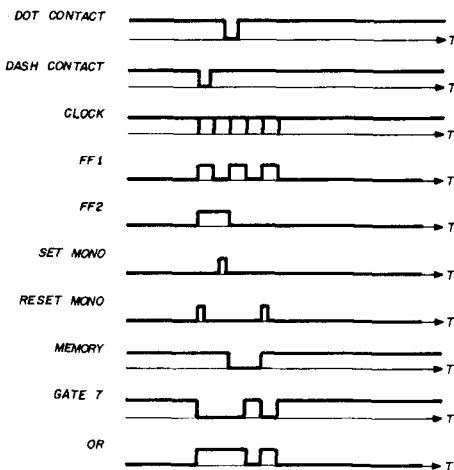 DOT CONTACT
T
DASH CONTACT
T
CLOCK
T
FF1
T
FF2
T
SET MONO
T
RESET MONO
T
MEMORY
T
GATE 7
T
OR
T